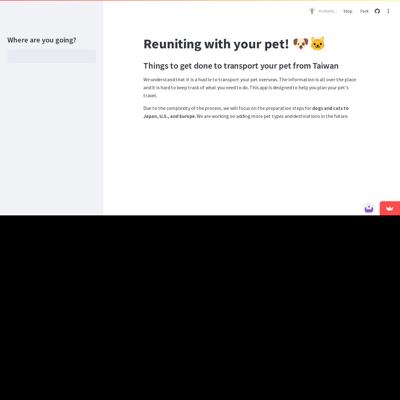 Where are you going?
RUNNING...
Stop
Fork
Reuniting with your pet! 🐶🐱
Things to get done to transport your pet from Taiwan
We understand that it is a hustle to transport your pet overseas. The information is all over the place
and it is hard to keep track of what you need to do. This app is designed to help you plan your pet's
travel.
Due to the complexity of the process, we will focus on the preparation steps for dogs and cats to
Japan, U.S., and Europe. We are working on adding more pet types and destinations in the future.